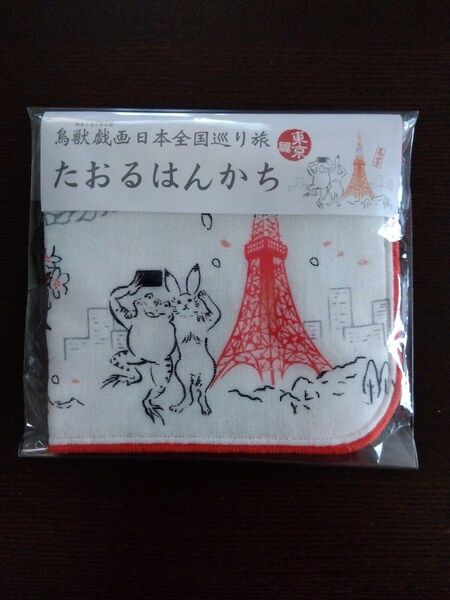 鳥獣戯画日本全国巡り旅
東京
編
たおるはんかち